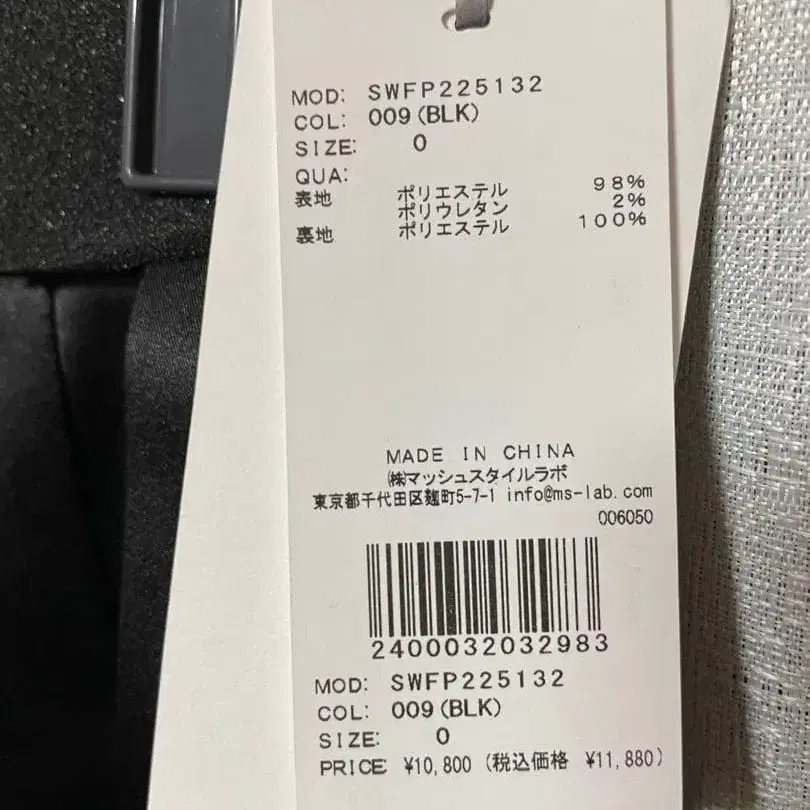 MOD: SWFP225132
COL: 009(BLK)
SIZE: 0
QUA:
表地 ポリエステル 98%
ポリウレタン 2%
裏地 ポリエステル 100%
MADE IN CHINA
㈱マッシュスタイルラボ
東京都千代田区麹町5-7-1 info@ms-lab.com
006050
2400032032983
MOD: SWFP225132
COL: 009(BLK)
SIZE: 0
PRICE: ¥10,800 (税込価格 ¥11,880)